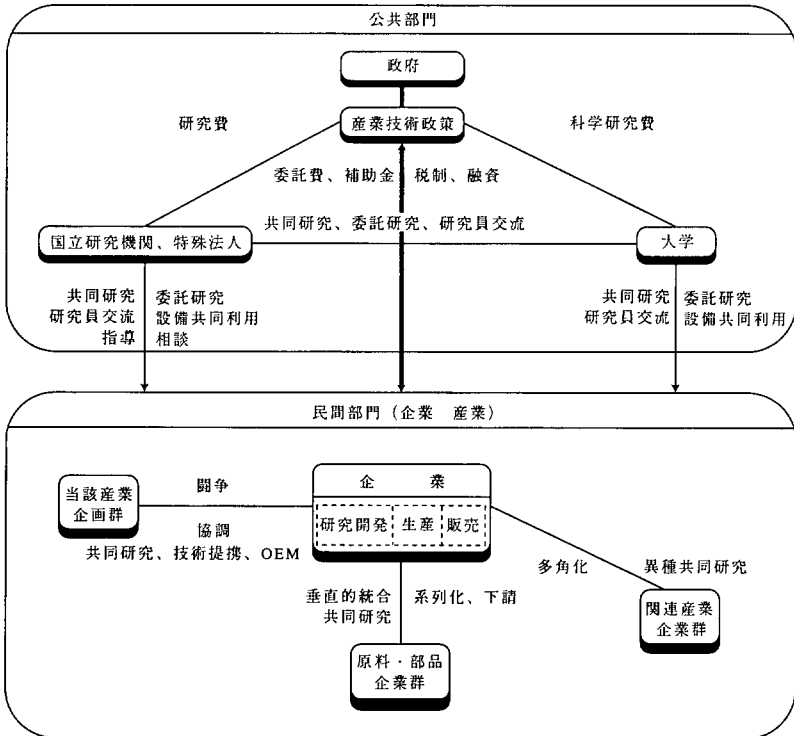 公共部門
政府
産業技術政策
研究費
科学研究費
委託費、補助金 税制、融資
共同研究、委託研究、研究員交流
国立研究機関、特殊法人
大学
共同研究 委託研究
研究員交流 設備共同利用
指導 相談
共同研究 委託研究
研究員交流 設備共同利用
民間部門(企業 産業)
当該産業
企画群
闘争
協調
共同研究、技術提携、OEM
企 業
研究開発 生産 販売
垂直的統合 系列化、下請
共同研究
原料・部品
企業群
多角化 異種共同研究
関連産業
企業群